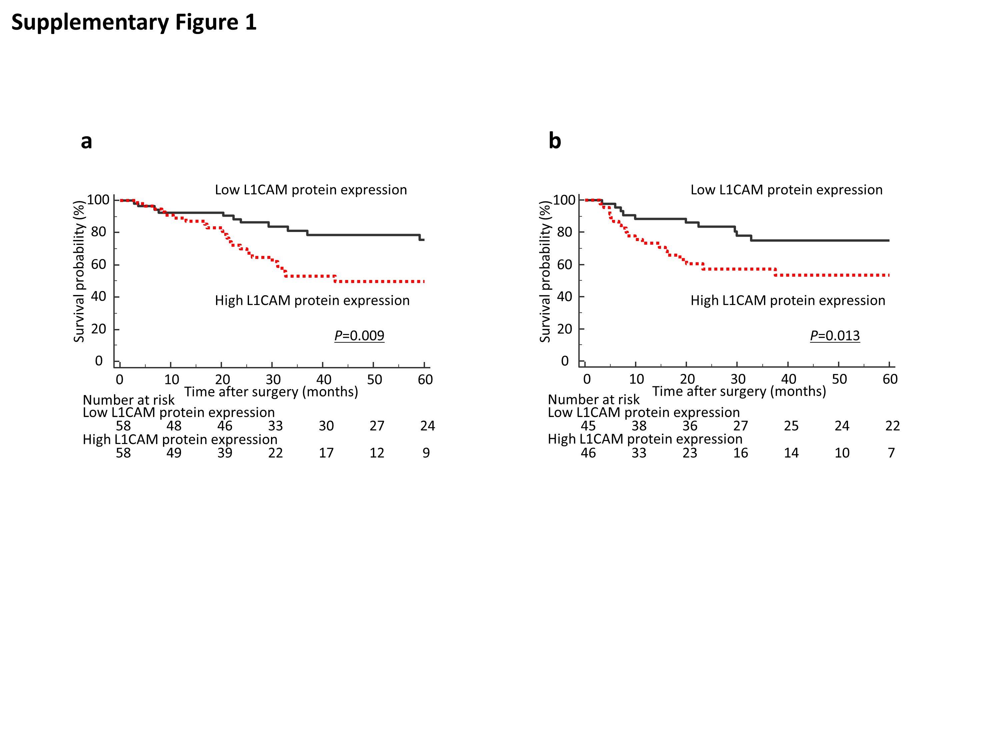 Supplementary Figure 1
a
Low L1CAM protein expression
Survival probability (%)
100
80
60
40
20
0
High L1CAM protein expression
P=0.009
0 10 20 30 40 50 60
Time after surgery (months)
Number at risk
Low L1CAM protein expression
58 48 46 33 30 27 24
High L1CAM protein expression
58 49 39 22 17 12 9
b
Low L1CAM protein expression
Survival probability (%)
100
80
60
40
20
0
High L1CAM protein expression
P=0.013
0 10 20 30 40 50 60
Time after surgery (months)
Number at risk
Low L1CAM protein expression
45 38 36 27 25 24 22
High L1CAM protein expression
46 33 23 16 14 10 7